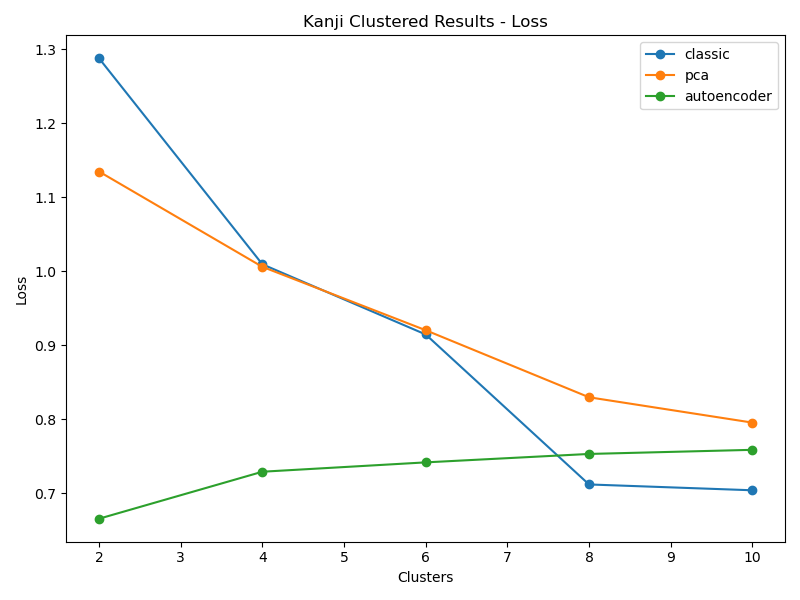 Kanji Clustered Results - Loss
classic
pca
autoencoder
1.3
1.2
1.1
1.0
0.9
0.8
0.7
Loss
2 3 4 5 6 7 8 9 10
Clusters